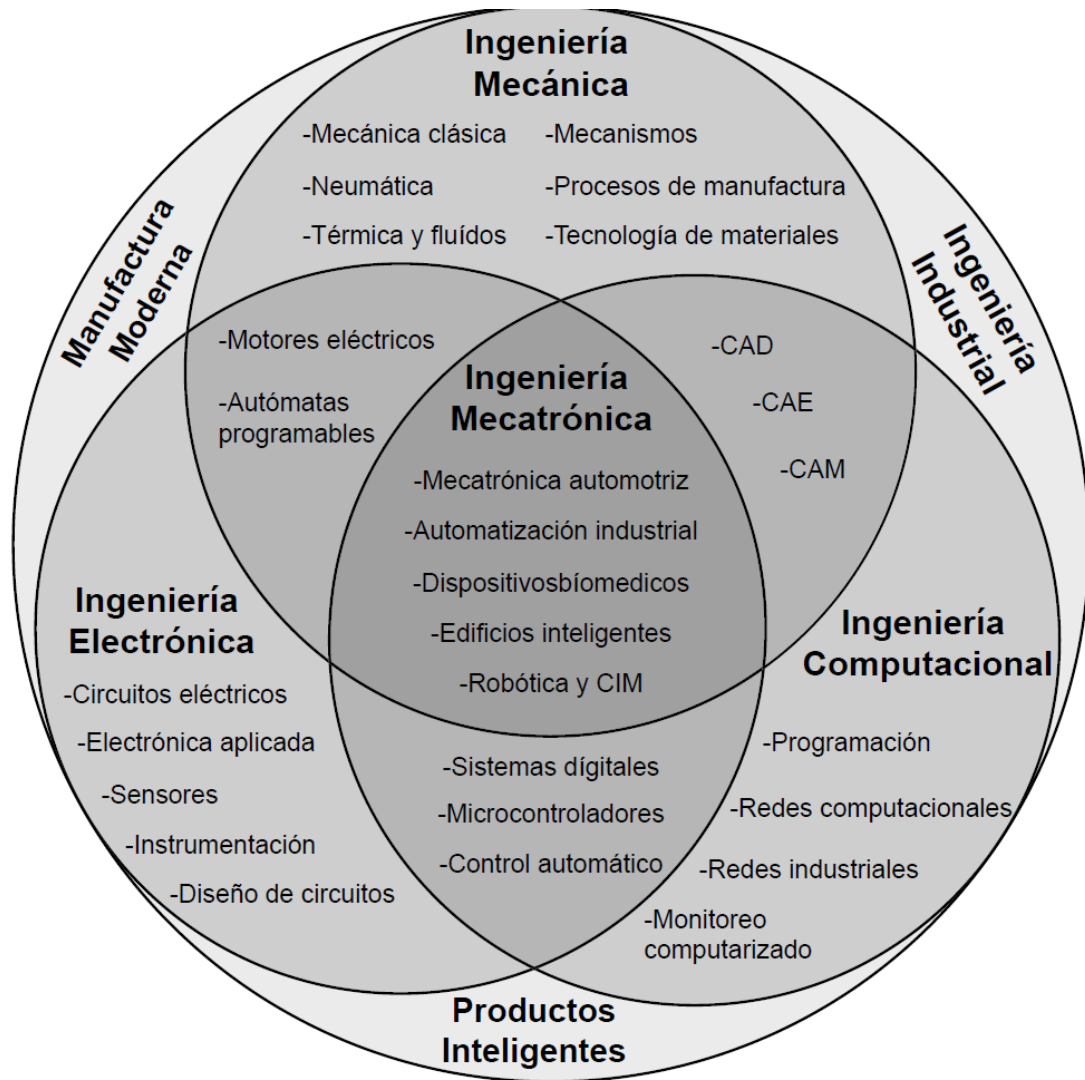 Ingeniería
Mecánica
-Mecánica clásica
-Mecanismos
-Neumática
-Procesos de manufactura
-Térmica y fluídos
-Tecnología de materiales
Manufactura
Moderna
Ingeniería
Industrial
-Motores eléctricos
-Autómatas
programables
-CAD
-CAE
-CAM
Ingeniería
Mecatrónica
-Mecatrónica automotriz
-Automatización industrial
-Dispositivosbíomedicos
-Edificios inteligentes
-Robótica y CIM
Ingeniería
Electrónica
-Circuitos eléctricos
-Electrónica aplicada
-Sensores
-Instrumentación
-Diseño de circuitos
-Sistemas dígitales
-Microcontroladores
-Control automático
Ingeniería
Computacional
-Programación
-Redes computacionales
-Redes industriales
-Monitoreo
computarizado
Productos
Inteligentes